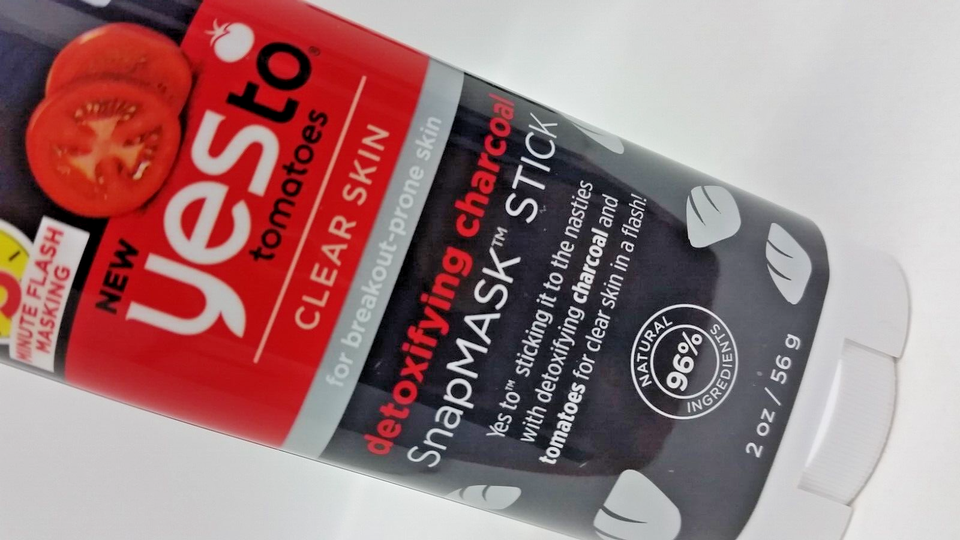 MINUTE FLASH
MASKING
NEW
yesto®
tomatoes
CLEAR SKIN
for breakout-prone skin
detoxifying charcoal
SnapMASK™ STICK
Yes to™ sticking it to the nasties
with detoxifying charcoal and
tomatoes for clear skin in a flash!
NATURAL
96%
INGREDIENTS
2 oz / 56 g